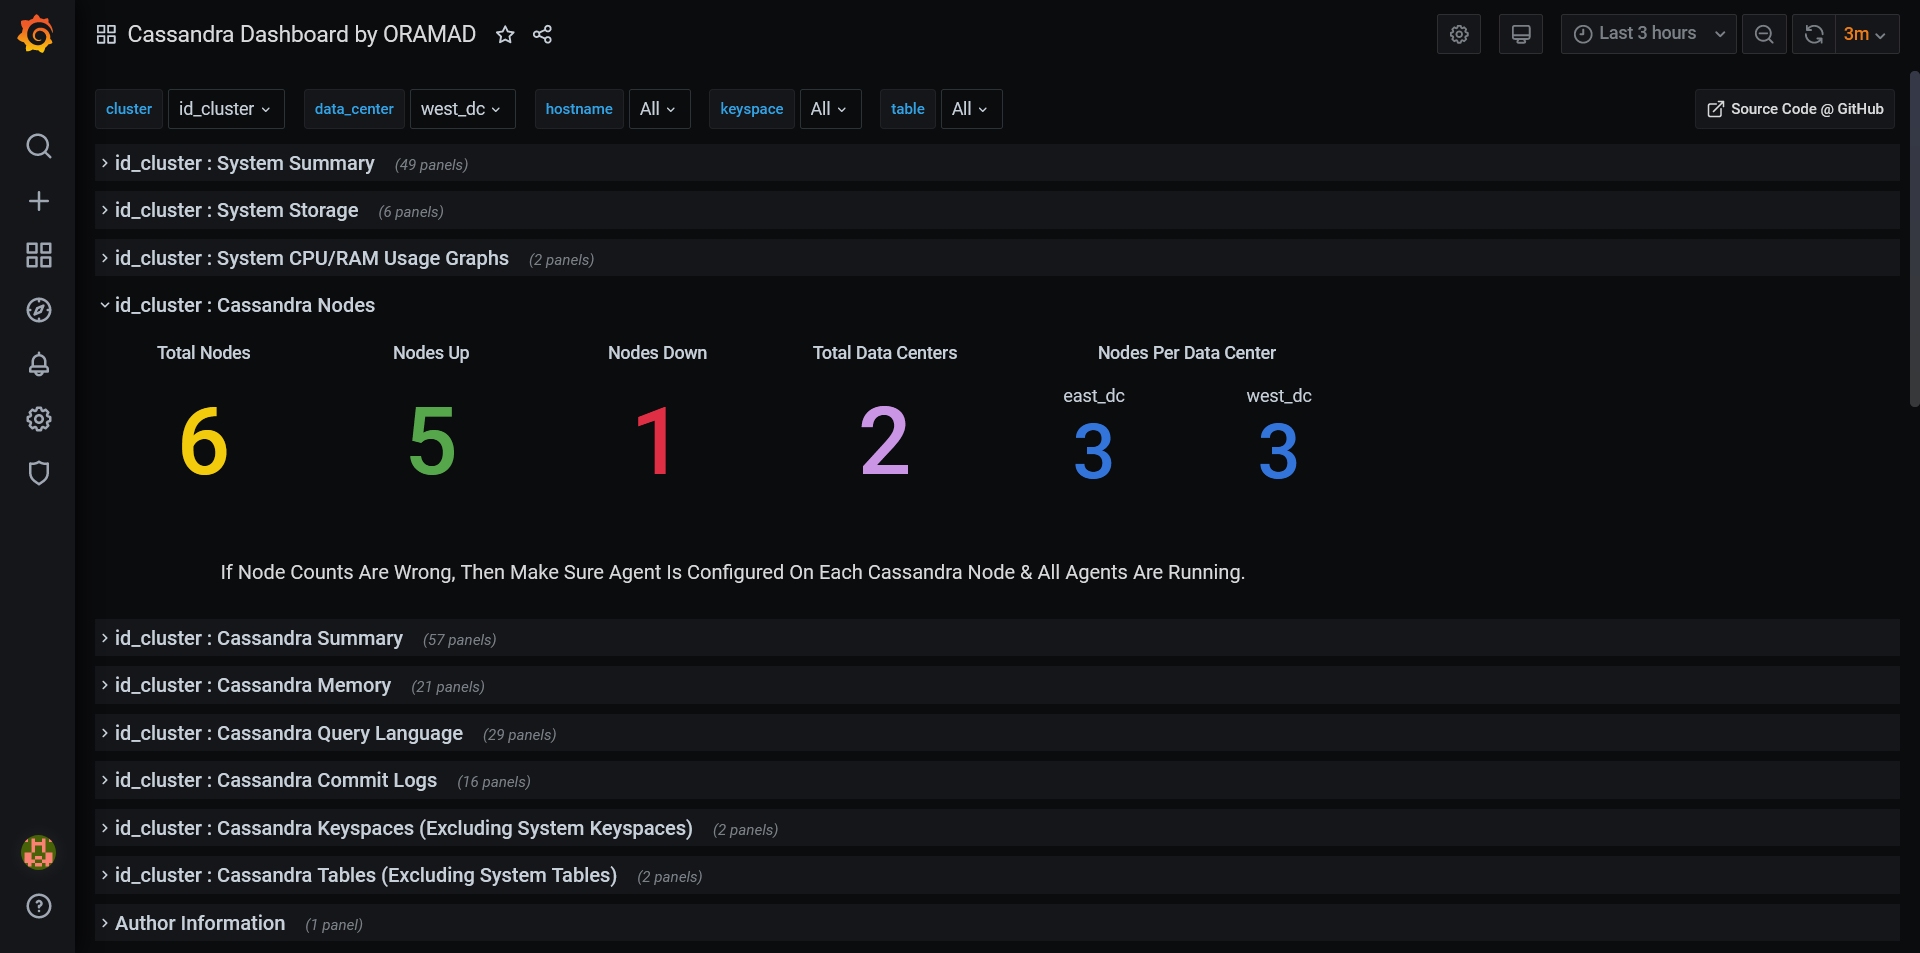 Cassandra Dashboard by ORAMAD
Last 3 hours
3m
cluster id_cluster data_center west_dc hostname All keyspace All table All Source Code @ GitHub
id_cluster : System Summary (49 panels)
id_cluster : System Storage (6 panels)
id_cluster : System CPU/RAM Usage Graphs (2 panels)
id_cluster : Cassandra Nodes
Total Nodes Nodes Up Nodes Down Total Data Centers Nodes Per Data Center
east_dc west_dc
6 5 1 2 3 3
If Node Counts Are Wrong, Then Make Sure Agent Is Configured On Each Cassandra Node & All Agents Are Running.
id_cluster : Cassandra Summary (57 panels)
id_cluster : Cassandra Memory (21 panels)
id_cluster : Cassandra Query Language (29 panels)
id_cluster : Cassandra Commit Logs (16 panels)
id_cluster : Cassandra Keyspaces (Excluding System Keyspaces) (2 panels)
id_cluster : Cassandra Tables (Excluding System Tables) (2 panels)
Author Information (1 panel)